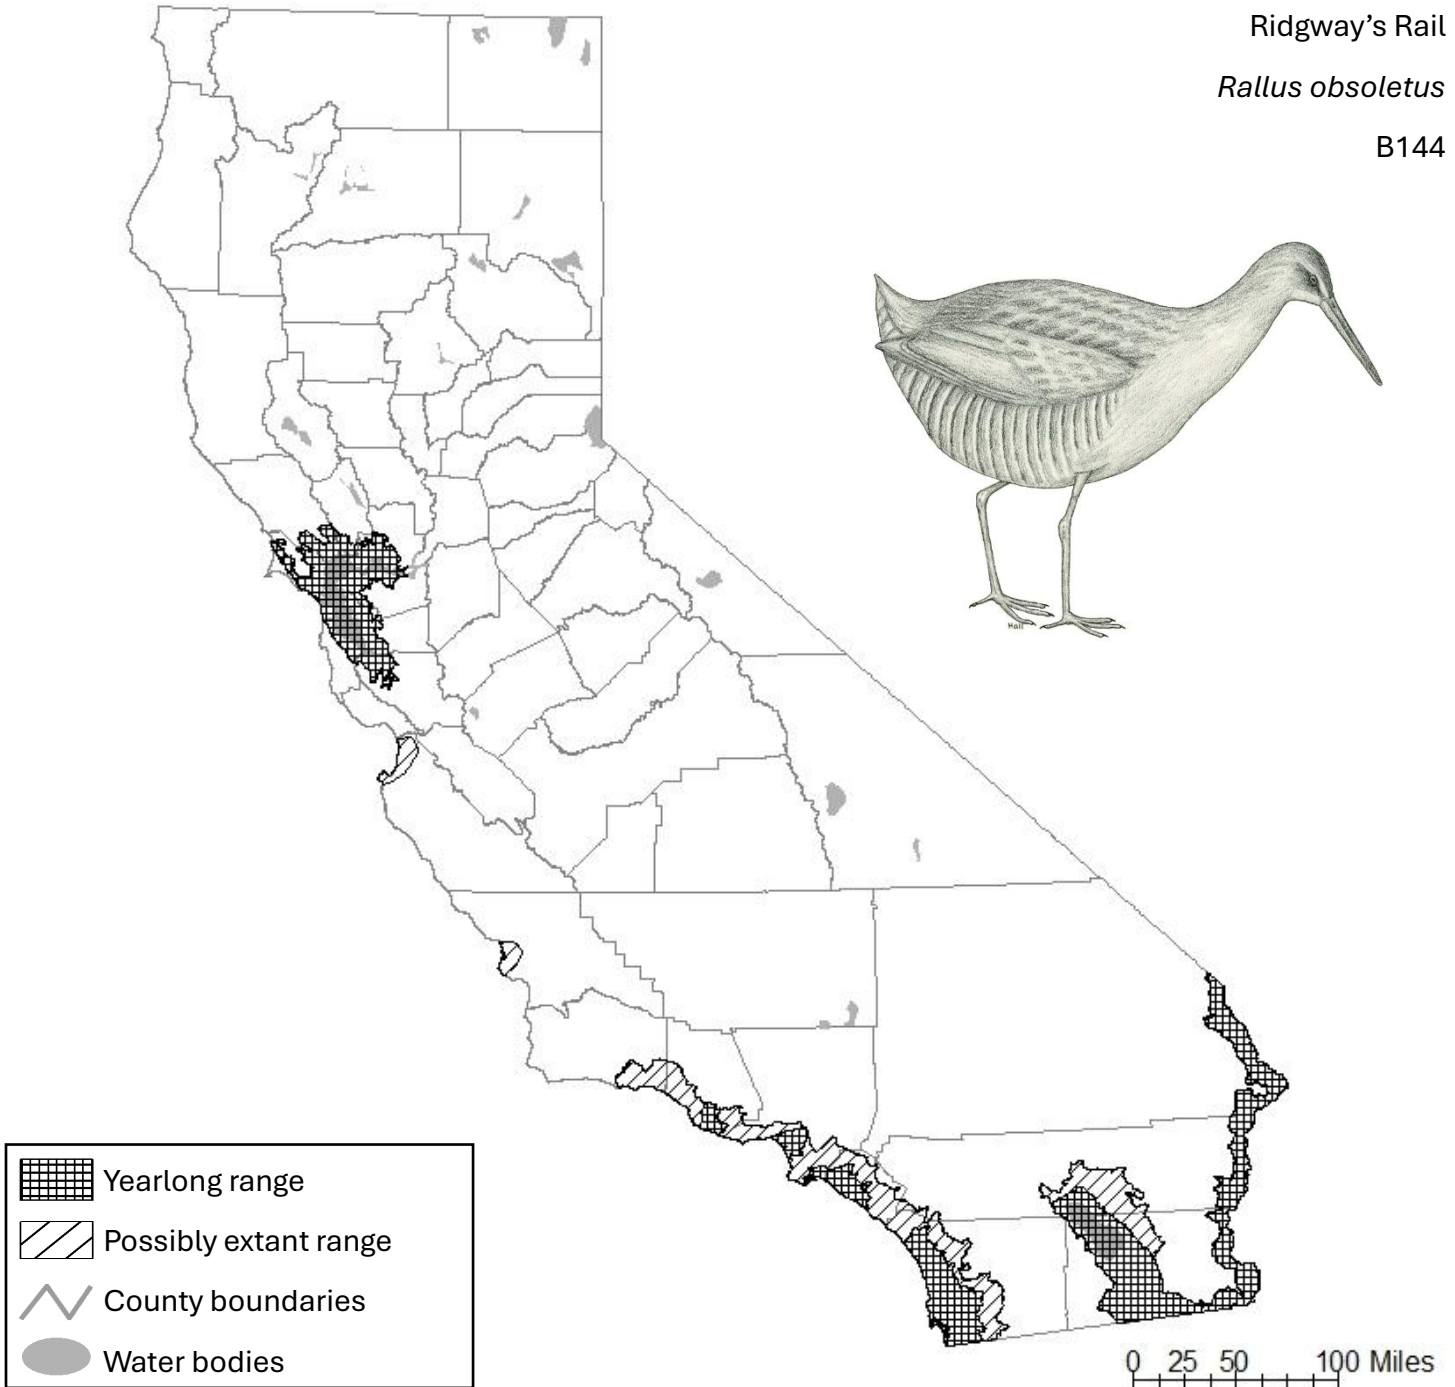 Ridgway’s Rail
Rallus obsoletus
B144
Hall
Yearlong range
Possibly extant range
County boundaries
Water bodies
0 25 50 100 Miles